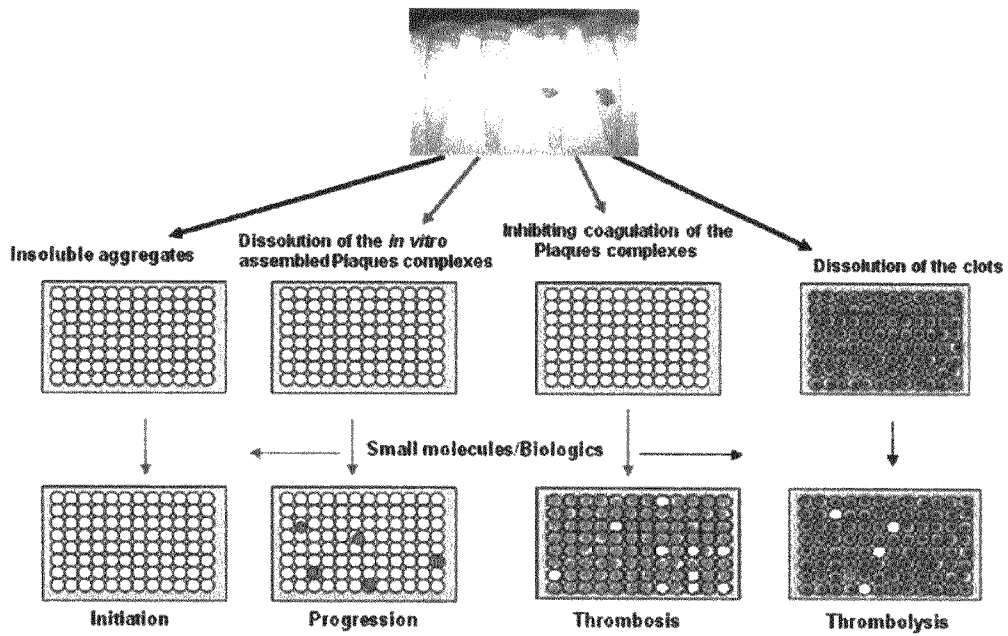 Insoluble aggregates
Dissolution of the in vitro
assembled Plaques complexes
Inhibiting coagulation of the
Plaques complexes
Dissolution of the clots
Small molecules/Biologics
Initiation
Progression
Thrombosis
Thrombolysis